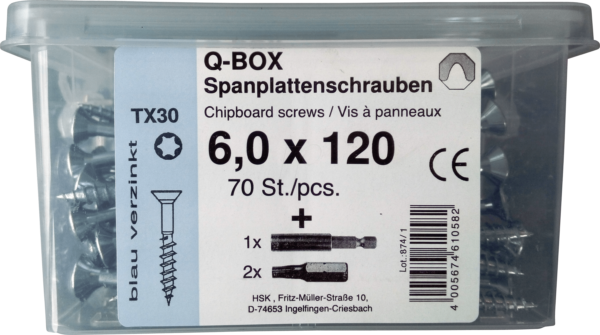 Q-BOX
Spanplattenschrauben
Chipboard screws / Vis à panneaux
TX30
6,0 x 120
70 St./pcs.
+
1x
2x
blau verzinkt
CE
Lot.: 874/1
4 005674 610582
HSK , Fritz-Müller-Straße 10,
D-74653 Ingelfingen-Criesbach